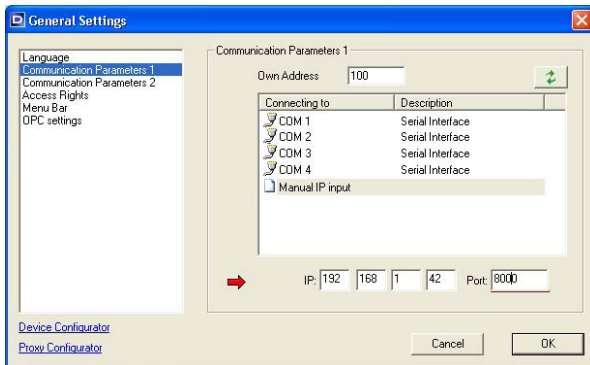 General Settings
Language
Communication Parameters 1
Communication Parameters 2
Access Rights
Menu Bar
OPC settings
Communication Parameters 1
Own Address 100
Connecting to Description
COM 1 Serial Interface
COM 2 Serial Interface
COM 3 Serial Interface
COM 4 Serial Interface
Manual IP input
IP: 192 168 1 42 Port: 8000
Device Configurator
Proxy Configurator
Cancel OK